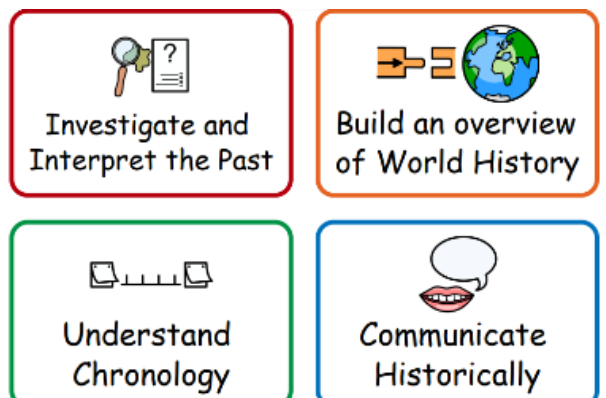 ?
Investigate and
Interpret the Past
Build an overview
of World History
Understand
Chronology
Communicate
Historically